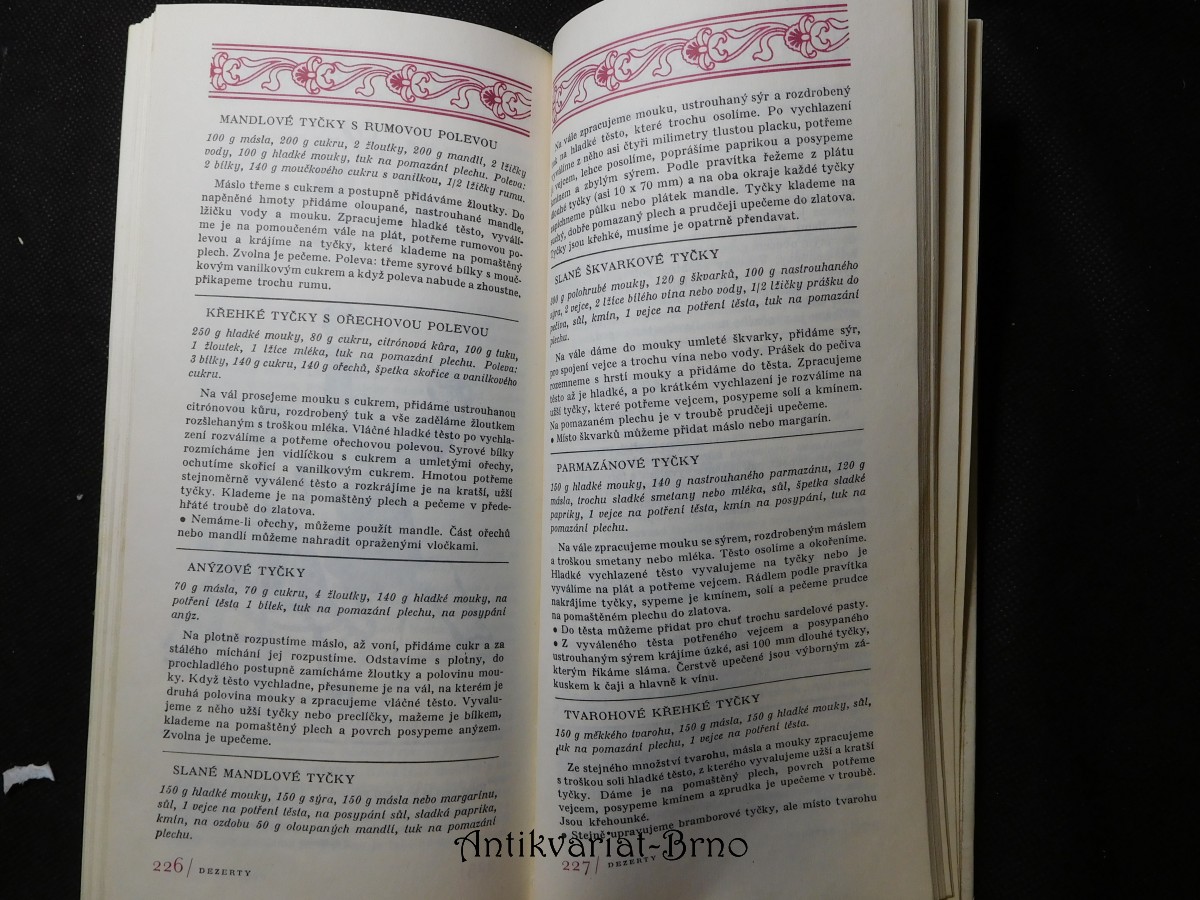 MANDLOVÉ TYČKY S RUMOVOU POLEVOU
100 g másla, 200 g cukru, 2 žloutky, 200 g mandlí, 2 lžičky
vody, 100 g hladké mouky, tuk na pomazání plechu. Poleva:
2 bílky, 140 g moučkového cukru s vanilkou, 1/2 lžičky rumu.
Máslo třeme s cukrem a postupně přidáváme žloutky. Do
napěněné hmoty přidáme oloupané, nastrouhané mandle,
lžičku vody a mouku. Zpracujeme hladké těsto, vyválí-
me je na pomoučeném vále na plát, potřeme rumovou po-
levou a krájíme na tyčky, které klademe na pomaštěný
plech. Zvolna je pečeme. Poleva: třeme syrové bílky s mouč-
kovým vanilkovým cukrem a když poleva nabude a zhoustne,
přikapeme trochu rumu.
KŘEHKÉ TYČKY S OŘECHOVOU POLEVOU
250 g hladké mouky, 80 g cukru, citrónová kůra, 100 g tuku,
1 žloutek, 1 lžíce mléka, tuk na pomazání plechu. Poleva:
3 bílky, 140 g cukru, 140 g ořechů, špetka skořice a vanilkového
cukru.
Na vál prosejeme mouku s cukrem, přidáme ustrouhanou
citrónovou kůru, rozdrobený tuk a vše zaděláme žloutkem
rozšlehaným s troškou mléka. Vláčné hladké těsto po vychla-
zení rozválíme a potřeme ořechovou polevou. Syrové bílky
rozmícháme jen vidličkou s cukrem a umletými ořechy,
ochutíme skořicí a vanilkovým cukrem. Hmotou potřeme
stejnoměrně vyválené těsto a rozkrájíme je na kratší, užší
tyčky. Klademe je na pomaštěný plech a pečeme v přede-
hřáté troubě do zlatova.
• Nemáme-li ořechy, můžeme použít mandle. Část ořechů
nebo mandlí můžeme nahradit opraženými vločkami.
ANÝZOVÉ TYČKY
70 g másla, 70 g cukru, 4 žloutky, 140 g hladké mouky, na
potření těsta 1 bílek, tuk na pomazání plechu, na posypání
anýz.
Na plotně rozpustíme máslo, až voní, přidáme cukr a za
stálého míchání jej rozpustíme. Odstavíme s plotny, do
prochladlého postupně zamícháme žloutky a polovinu mou-
ky. Když těsto vychladne, přesuneme je na vál, na kterém je
druhá polovina mouky a zpracujeme vláčné těsto. Vyvalu-
jeme z něho užší tyčky nebo preclíčky, mažeme je bílkem,
klademe na pomaštěný plech a povrch posypeme anýzem.
Zvolna je upečeme.
SLANÉ MANDLOVÉ TYČKY
150 g hladké mouky, 150 g sýra, 150 g másla nebo margarínu,
sůl, 1 vejce na potření těsta, na posypání sůl, sladká paprika,
kmín, na ozdobu 50 g oloupaných mandlí, tuk na pomazání
plechu.
226/ DEZERTY
Na vále zpracujeme mouku, ustrouhaný sýr a rozdrobený
tuk na hladké těsto, které trochu osolíme. Po vychlazení
vyválíme z něho asi čtyři milimetry tlustou placku, potřeme
ji vejcem, lehce posolíme, poprášíme paprikou a posypeme
kmínem a zbylým sýrem. Podle pravítka řežeme z plátu
dlouhé tyčky (asi 10 x 70 mm) a na oba okraje každé tyčky
napíchneme půlku nebo plátek mandle. Tyčky klademe na
suchý, dobře pomazaný plech a prudčeji upečeme do zlatova.
Tyčky jsou křehké, musíme je opatrně přendavat.
SLANÉ ŠKVARKOVÉ TYČKY
g polohrubé mouky, 120 g škvarků, 100 g nastrouhaného
sýra, 2 vejce, 2 lžíce bílého vína nebo vody, 1/2 lžičky prášku do
pečiva, sůl, kmín, 1 vejce na potření těsta, tuk na pomazání
plechu.
Na vále dáme do mouky umleté škvarky, přidáme sýr,
pro spojení vejce a trochu vína nebo vody. Prášek do pečiva
rozemneme s hrstí mouky a přidáme do těsta. Zpracujeme
těsto až je hladké, a po krátkém vychlazení je rozválíme na
užší tyčky, které potřeme vejcem, posypeme solí a kmínem.
Na pomazaném plechu je v troubě prudčeji upečeme.
• Místo škvarků můžeme přidat máslo nebo margarín.
PARMAZÁNOVÉ TYČKY
150 g hladké mouky, 140 g nastrouhaného parmazánu, 120 g
másla, trochu sladké smetany nebo mléka, sůl, špetka sladké
papriky, 1 vejce na potření těsta, kmín na posypání, tuk na
pomazání plechu.
Na vále zpracujeme mouku se sýrem, rozdrobeným máslem
a troškou smetany nebo mléka. Těsto osolíme a okořeníme.
Hladké vychlazené těsto vyvalujeme na tyčky nebo je
vyválíme na plát a potřeme vejcem. Rádlem podle pravítka
nakrájíme tyčky, sypeme je kmínem, solí a pečeme prudce
na pomaštěném plechu do zlatova.
• Do těsta můžeme přidat pro chuť trochu sardelové pasty.
• Z vyváleného těsta potřeného vejcem a posypaného
ustrouhaným sýrem krájíme úzké, asi 100 mm dlouhé tyčky,
kterým říkáme sláma. Čerstvě upečené jsou výborným zá-
kuskem k čaji a hlavně k vínu.
TVAROHOVÉ KŘEHKÉ TYČKY
150 g měkkého tvarohu, 150 g másla, 150 g hladké mouky, sůl,
tuk na pomazání plechu, 1 vejce na potření těsta.
Ze stejného množství tvarohu, másla a mouky zpracujeme
s troškou soli hladké těsto, z kterého vyvalujeme užší a kratší
tyčky. Dáme je na pomaštěný plech, povrch potřeme
vejcem, posypeme kmínem a zprudka je upečeme v troubě.
Jsou křehounké.
• Stejně upravujeme bramborové tyčky, ale místo tvarohu
227/ DEZERTY
Antikvariat-Brno